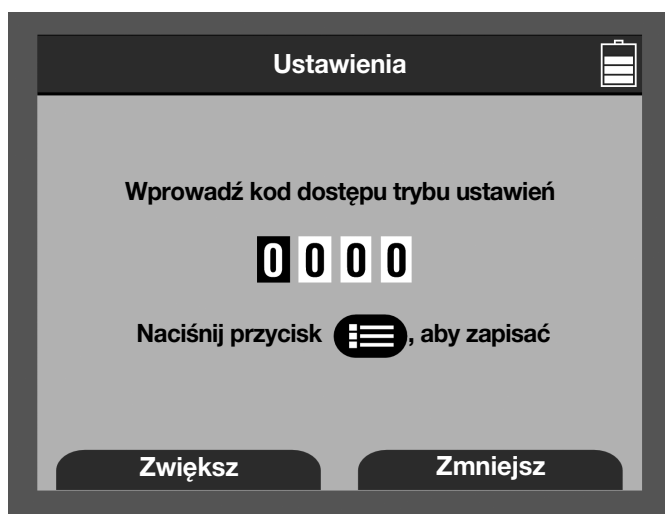 Ustawienia
Wprowadź kod dostępu trybu ustawień
0 0 0 0
Naciśnij przycisk , aby zapisać
Zwiększ Zmniejsz